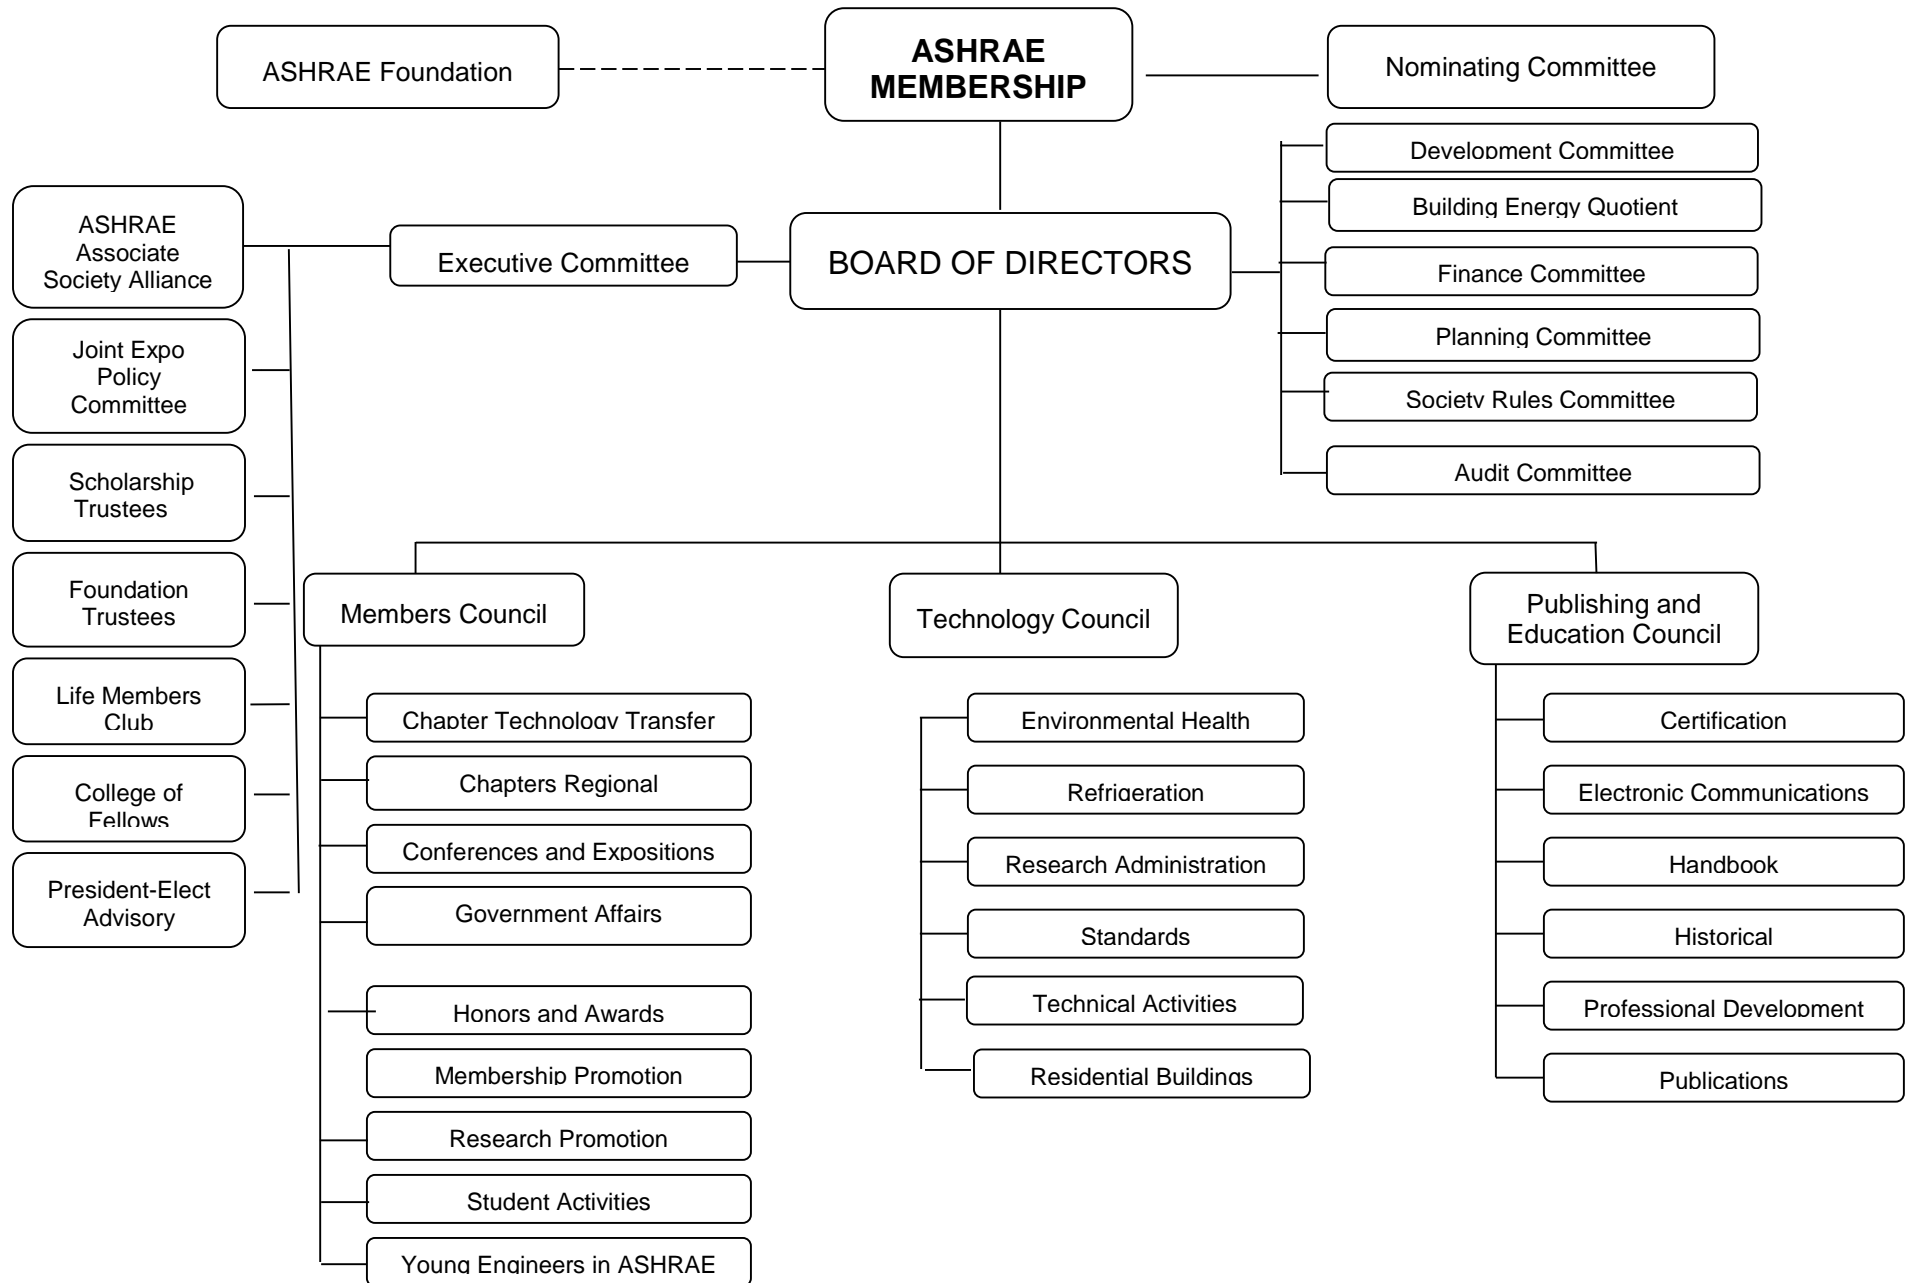 ASHRAE Foundation
ASHRAE
MEMBERSHIP
Nominating Committee
Development Committee
Building Energy Quotient
Finance Committee
Planning Committee
Society Rules Committee
Audit Committee
BOARD OF DIRECTORS
Executive Committee
ASHRAE
Associate
Society Alliance
Joint Expo
Policy
Committee
Scholarship
Trustees
Foundation
Trustees
Life Members
Club
College of
Fellows
President-Elect
Advisory
Members Council
Chapter Technology Transfer
Chapters Regional
Conferences and Expositions
Government Affairs
Honors and Awards
Membership Promotion
Research Promotion
Student Activities
Young Engineers in ASHRAE
Technology Council
Environmental Health
Refrigeration
Research Administration
Standards
Technical Activities
Residential Buildings
Publishing and
Education Council
Certification
Electronic Communications
Handbook
Historical
Professional Development
Publications